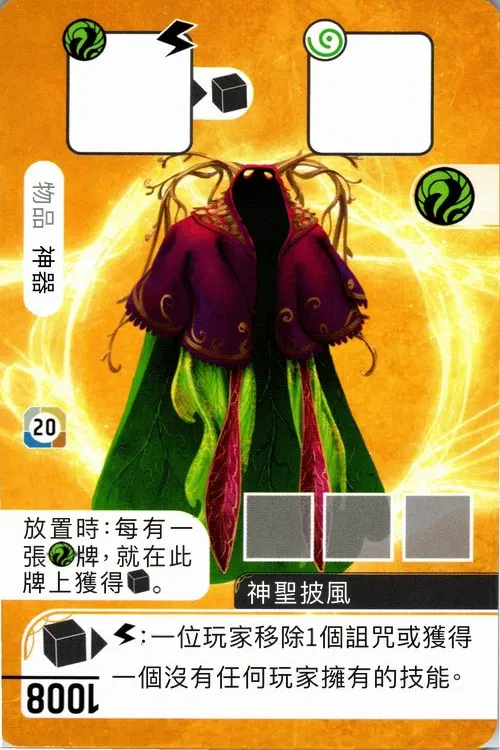 物品 神器
20
放置時：每有一
張牌，就在此
牌上獲得。
神聖披風
：一位玩家移除1個詛咒或獲得
一個沒有任何玩家擁有的技能。
1008